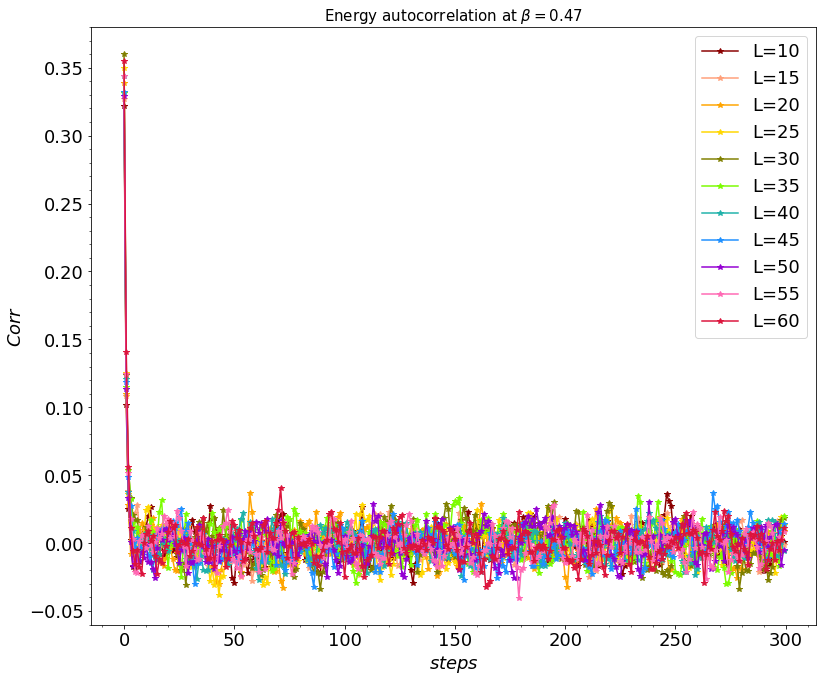 Energy autocorrelation at β = 0.47
Corr
0.35
0.30
0.25
0.20
0.15
0.10
0.05
0.00
−0.05
0 50 100 150 200 250 300
steps
L=10
L=15
L=20
L=25
L=30
L=35
L=40
L=45
L=50
L=55
L=60